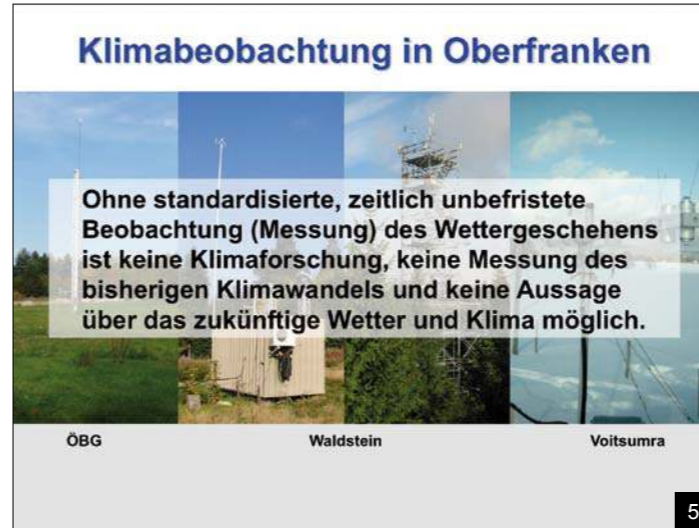 Klimabeobachtung in Oberfranken
Ohne standardisierte, zeitlich unbefristete
Beobachtung (Messung) des Wettergeschehens
ist keine Klimaforschung, keine Messung des
bisherigen Klimawandels und keine Aussage
über das zukünftige Wetter und Klima möglich.
ÖBG Waldstein Voitsumra
5